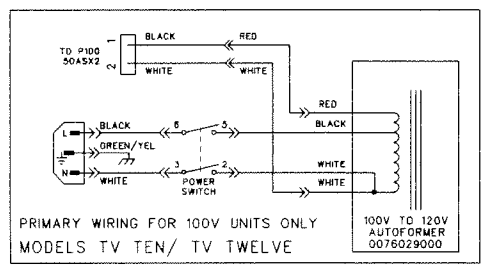 1
BLACK
RED
TO P100
50ASX2
2
WHITE
WHITE
RED
L
BLACK
6
5
BLACK
GREEN/YEL
N
WHITE
3
2
WHITE
POWER
SWITCH
WHITE
PRIMARY WIRING FOR 100V UNITS ONLY
MODELS TV TEN/ TV TWELVE
100V TO 120V
AUTOFORMER
0076029000